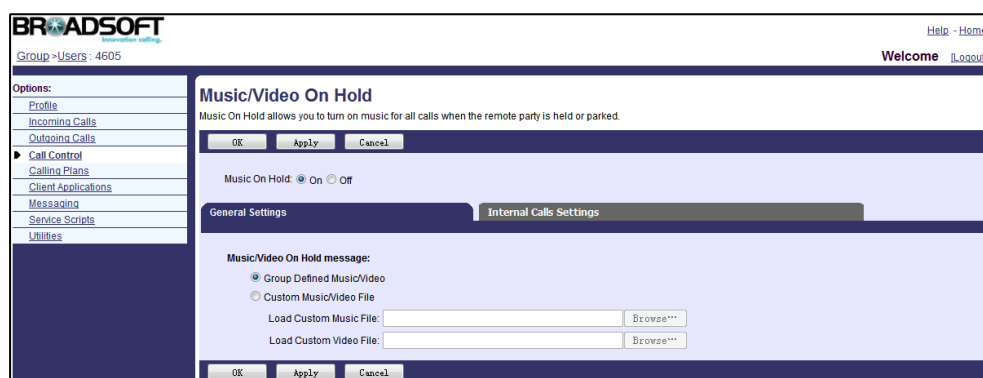 BROADSOFT
Innovation calling.
Help - Home
Group >Users : 4605
Welcome [Logout
Options:
Profile
Incoming Calls
Outgoing Calls
Call Control
Calling Plans
Client Applications
Messaging
Service Scripts
Utilities
Music/Video On Hold
Music On Hold allows you to turn on music for all calls when the remote party is held or parked.
OK Apply Cancel
Music On Hold: On Off
General Settings Internal Calls Settings
Music/Video On Hold message:
Group Defined Music/Video
Custom Music/Video File
Load Custom Music File: Browse...
Load Custom Video File: Browse...
OK Apply Cancel